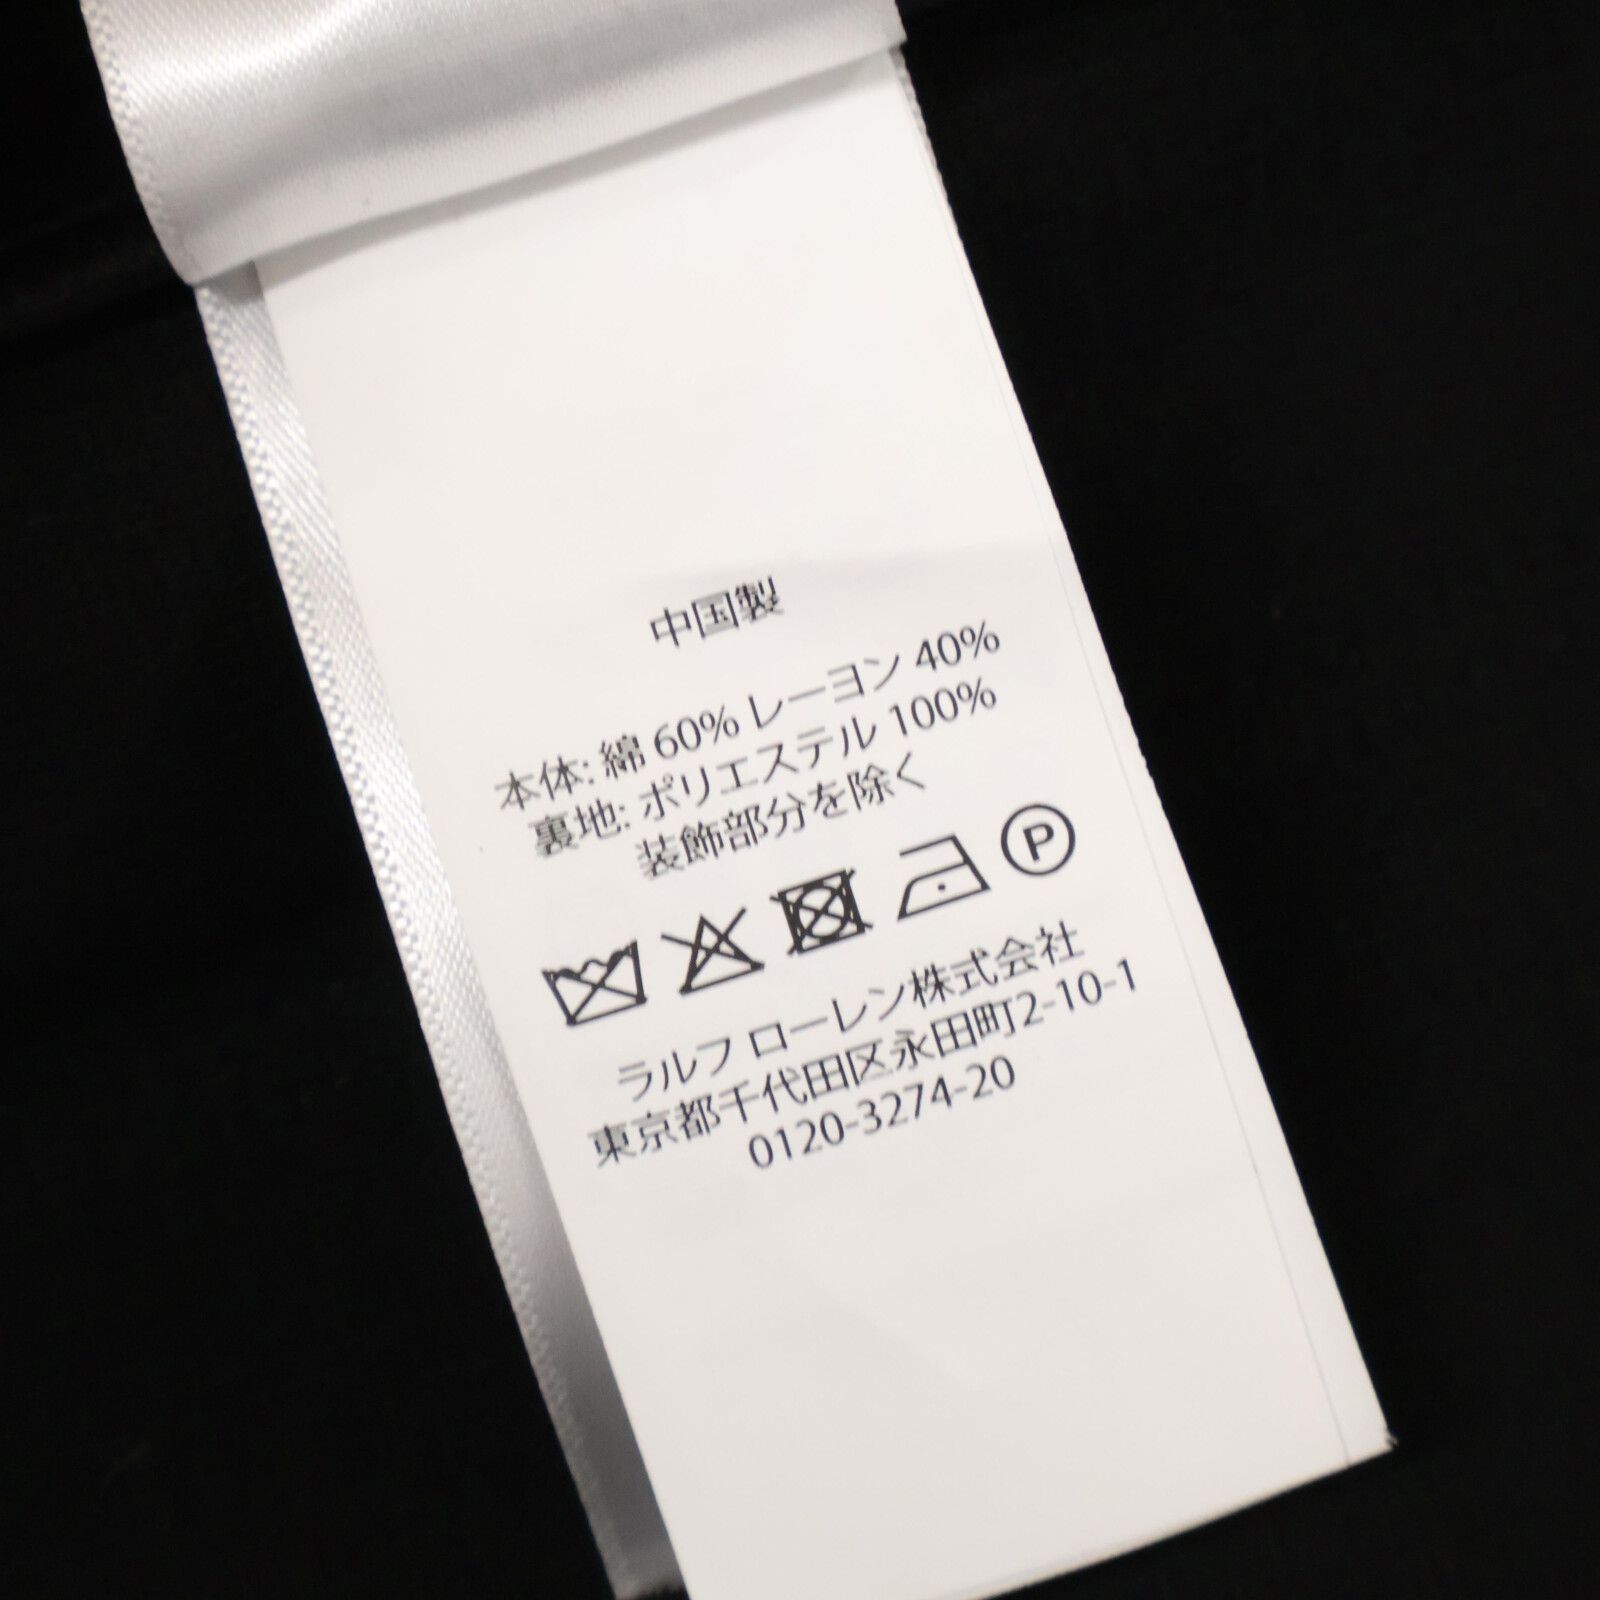 中国製
本体: 綿 60% レーヨン 40%
裏地: ポリエステル 100%
装飾部分を除く
P
ラルフ ローレン株式会社
東京都千代田区永田町2-10-1
0120-3274-20